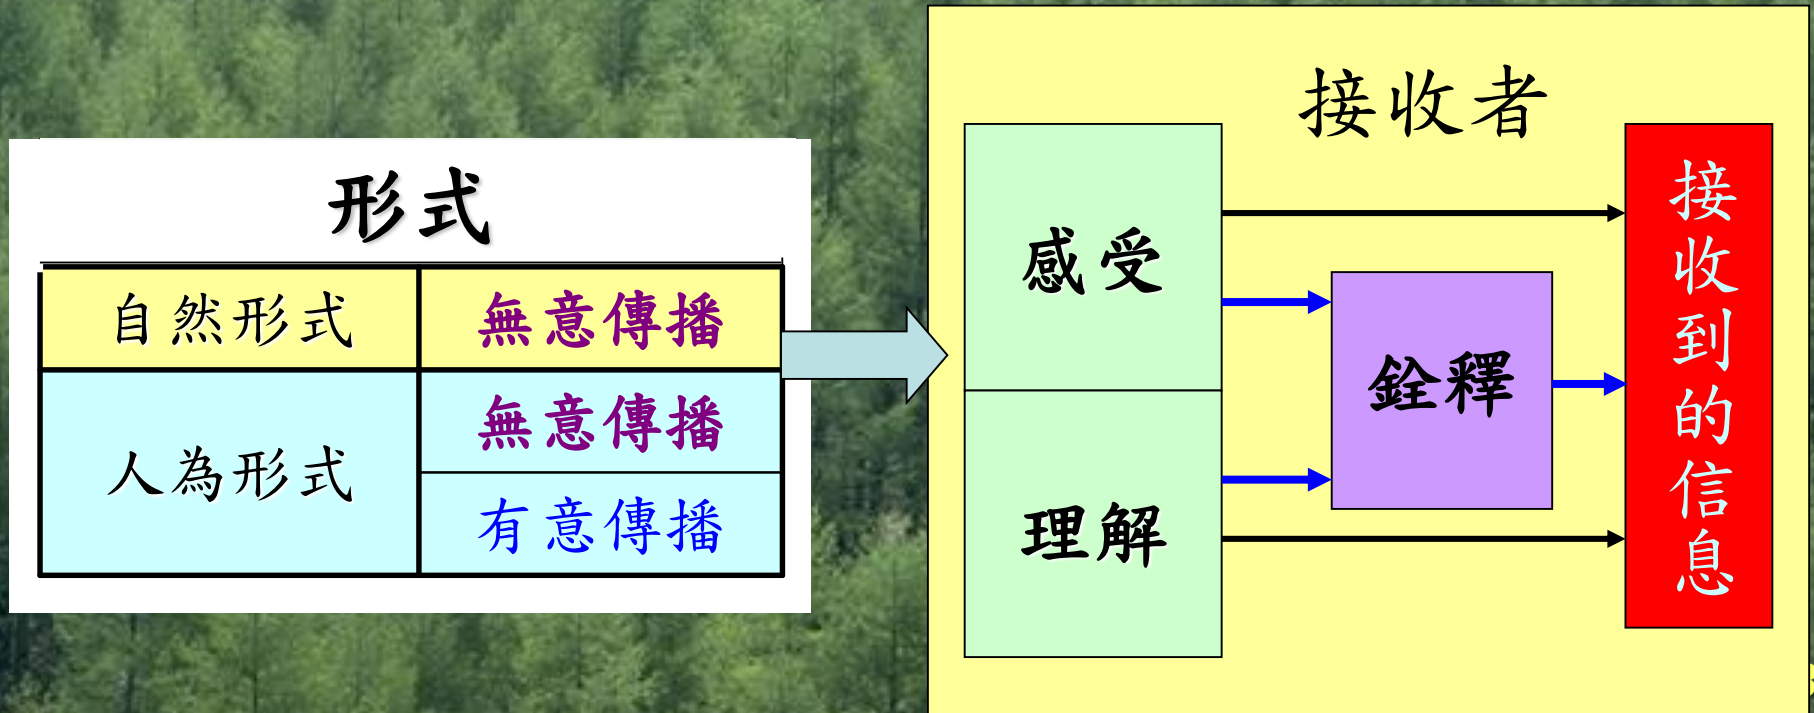 形式
自然形式
無意傳播
人為形式
無意傳播
有意傳播
接收者
感受
理解
銓釋
接收到的信息